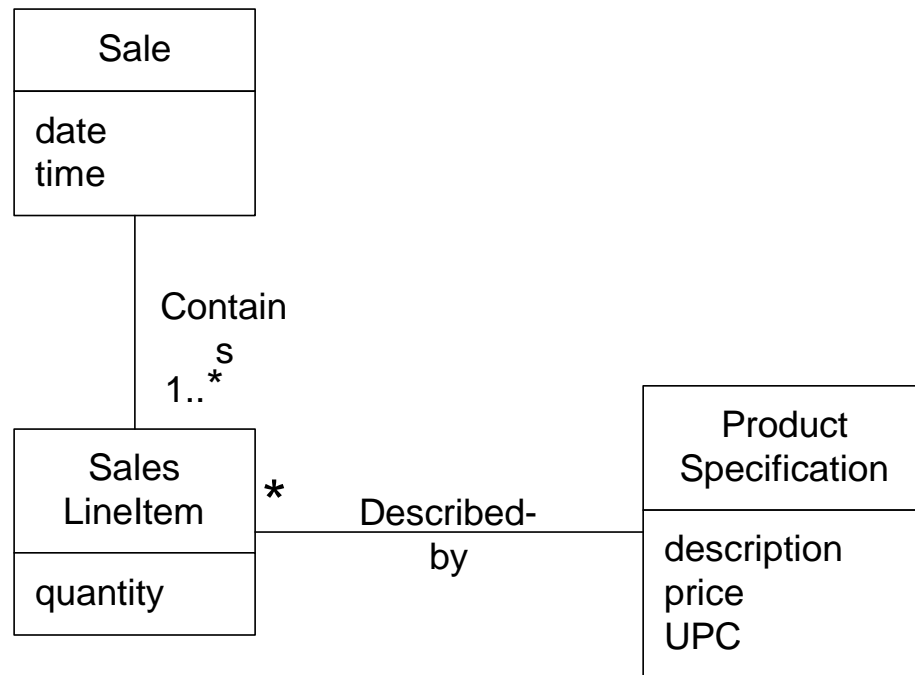 Sale
date
time
Contain
s
1..*
Sales
LineItem
*
quantity
Described-
by
Product
Specification
description
price
UPC